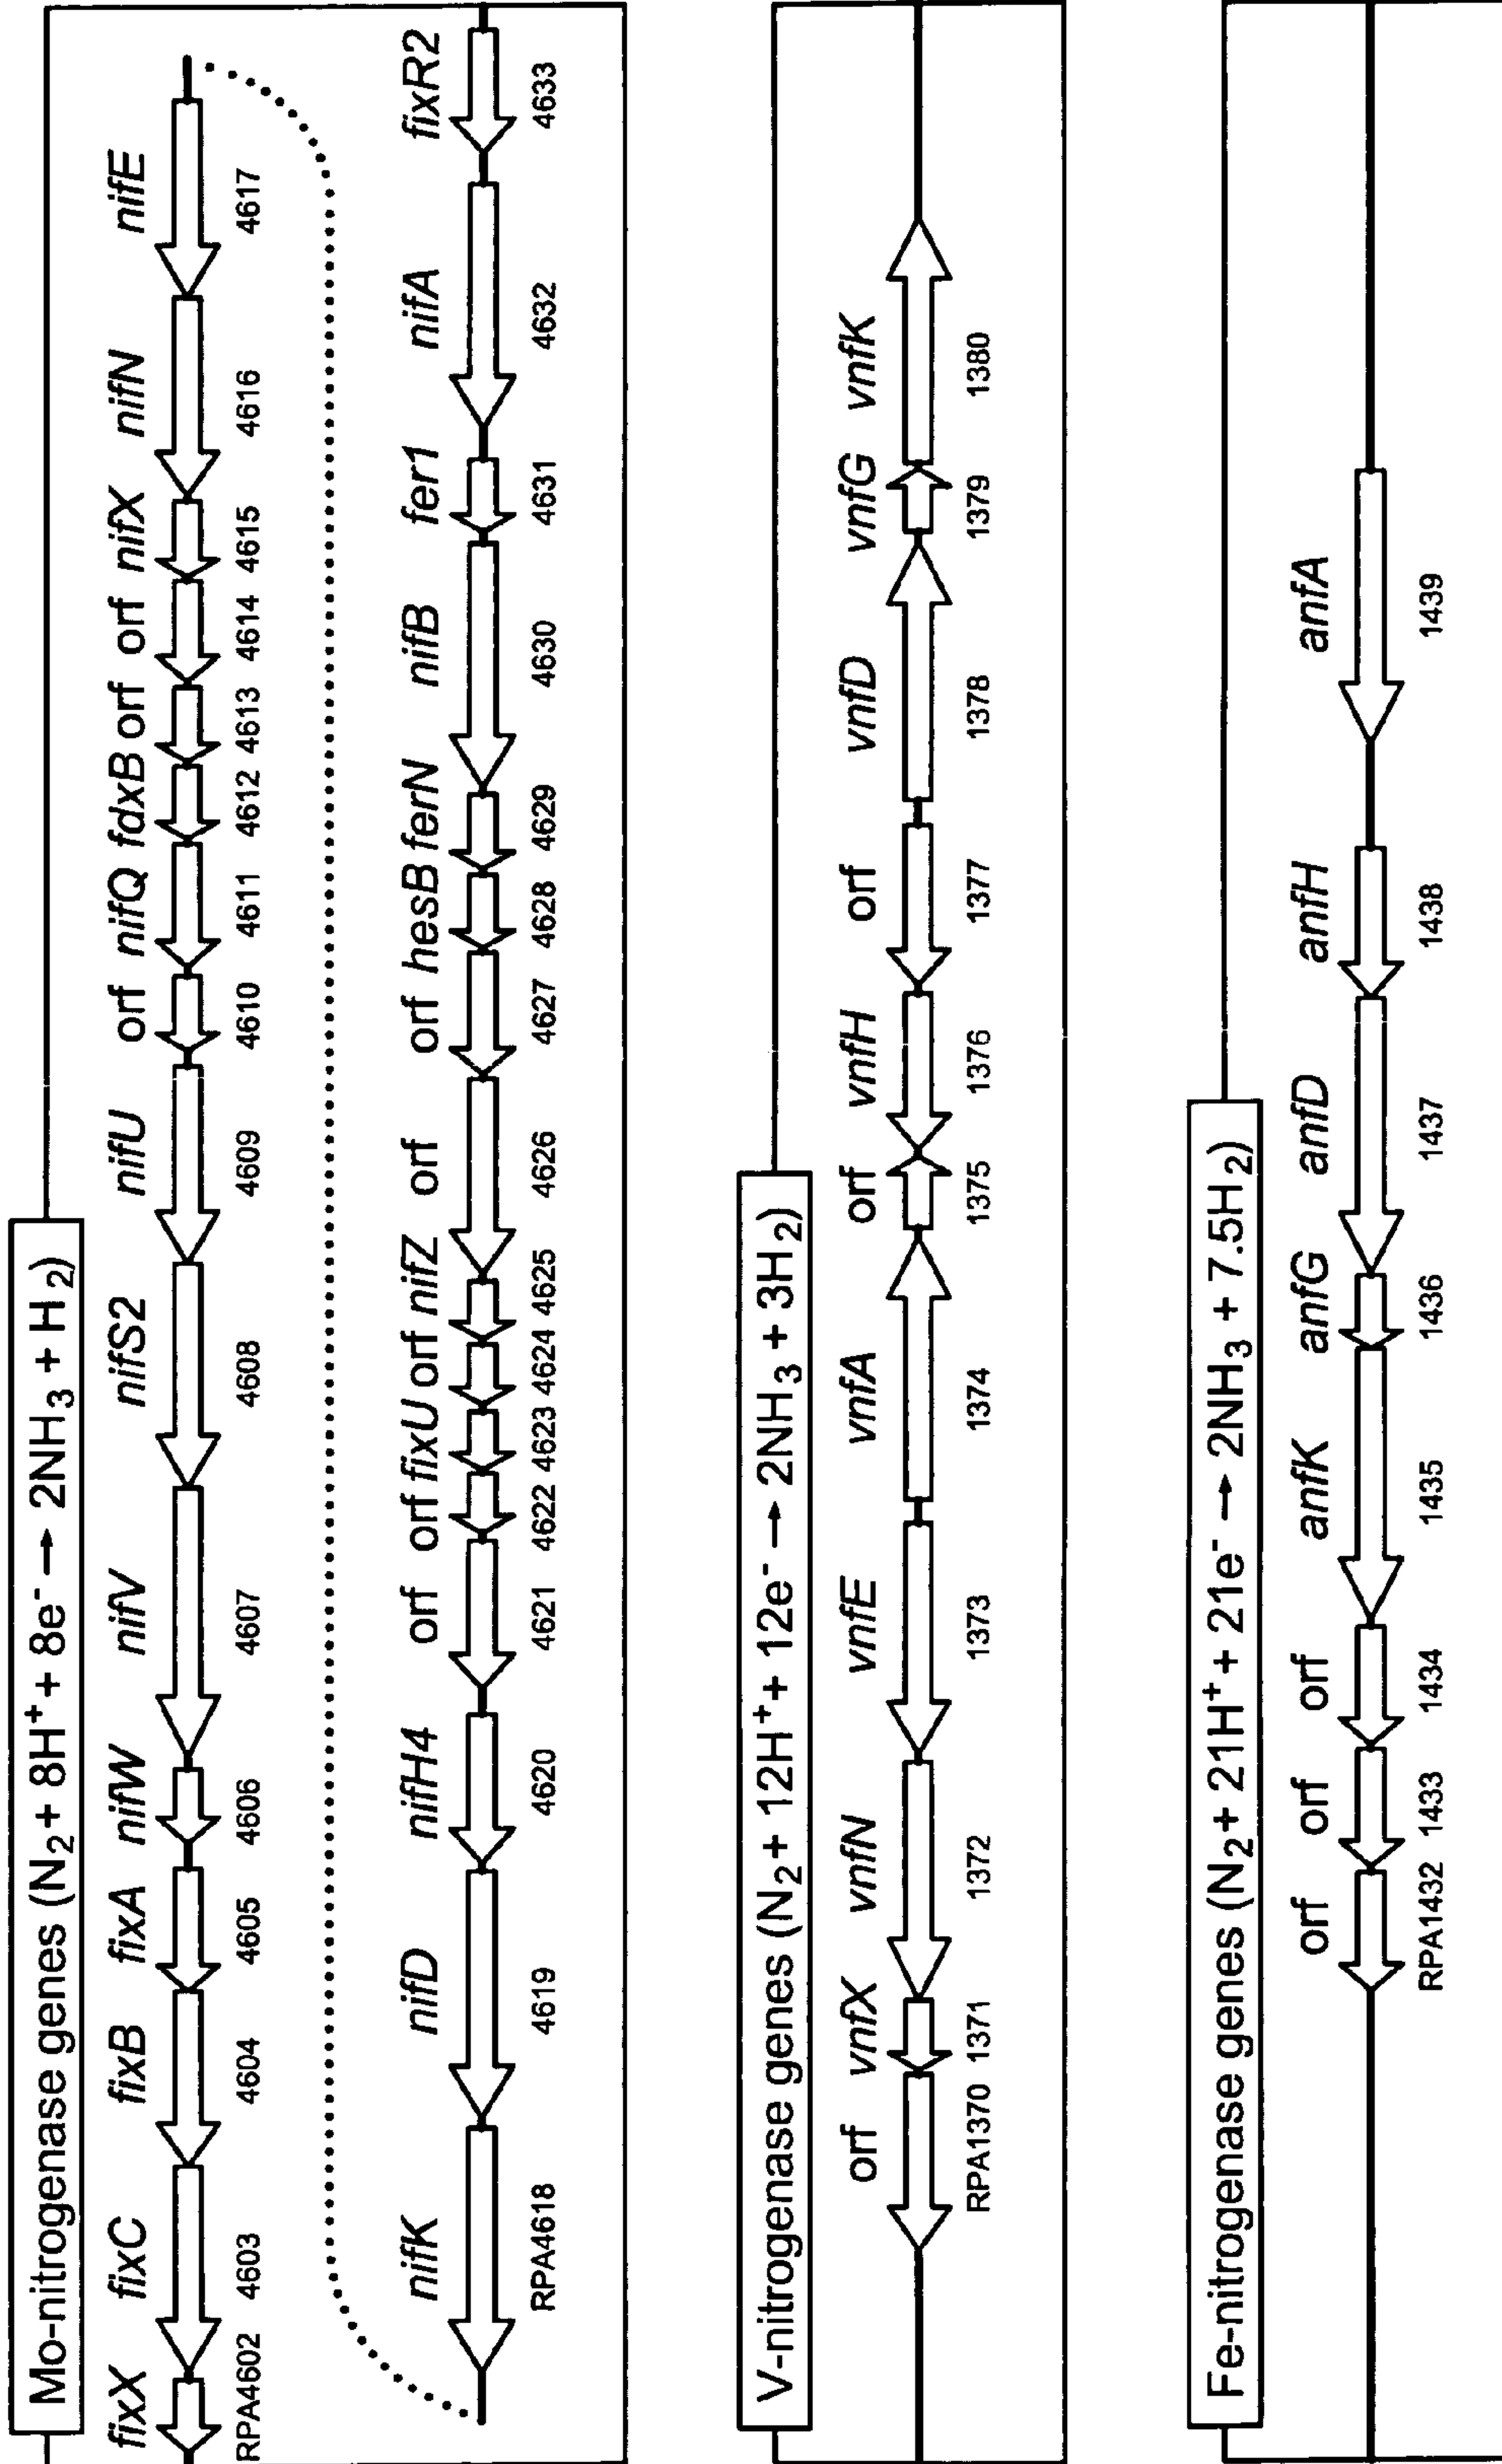 Mo-nitrogenase genes (N2 + 8H+ + 8e- → 2NH3 + H2)
fixX fixC fixB fixA nifW nifV nifS2 nifU orf nifQ fdxB orf orf nifX nifN nifE
RPA4602 4603 4604 4605 4606 4607 4608 4609 4610 4611 4612 4613 4614 4615 4616 4617
nifK nifD nifH4 orf orf fixU orf nifZ orf orf hesB ferN nifB fer1 nifA fixR2
RPA4618 4619 4620 4621 4622 4623 4624 4625 4626 4627 4628 4629 4630 4631 4632 4633
V-nitrogenase genes (N2 + 12H+ + 12e- → 2NH3 + 3H2)
orf vnfX vnfN vnfE vnfA orf vnfH orf vnfD vnfG vnfK
RPA1370 1371 1372 1373 1374 1375 1376 1377 1378 1379 1380
Fe-nitrogenase genes (N2 + 21H+ + 21e- → 2NH3 + 7.5H2)
orf orf orf anfK anfG anfD anfH anfA
RPA1432 1433 1434 1435 1436 1437 1438 1439